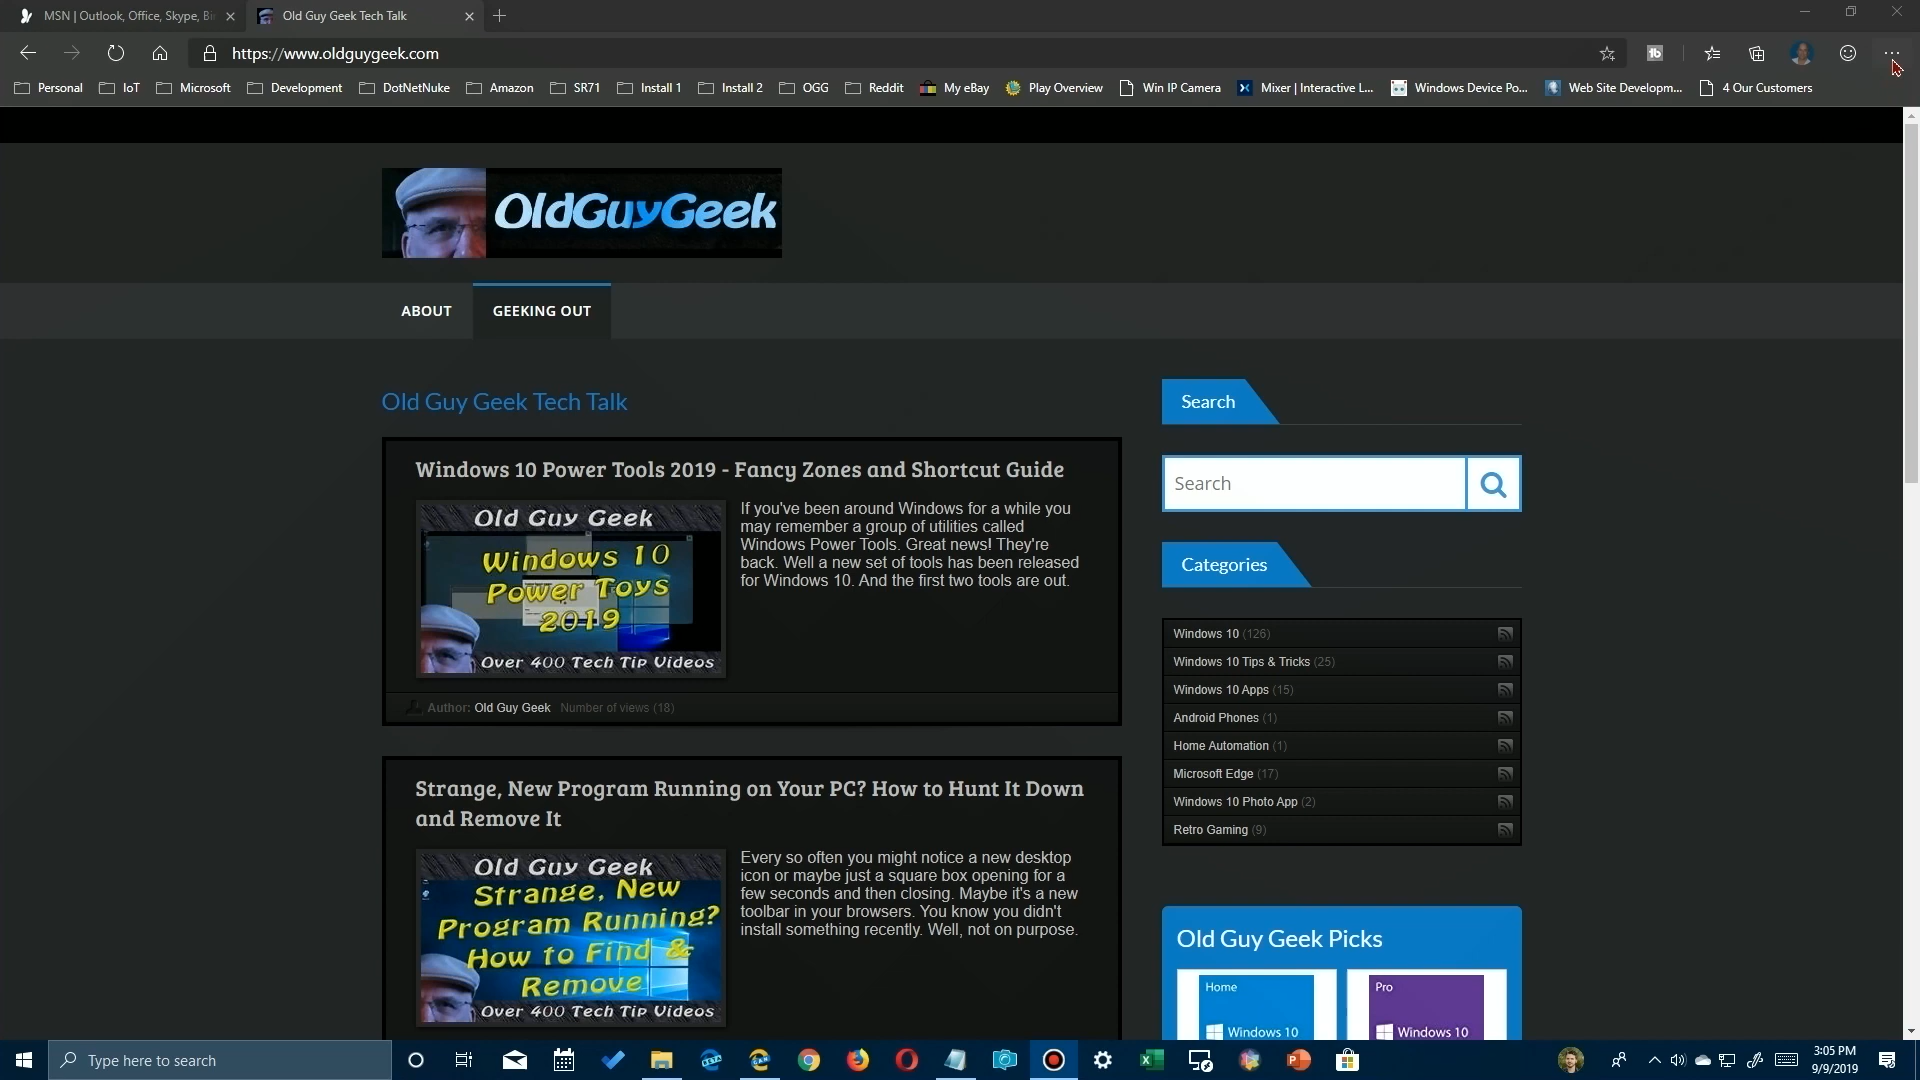 MSN | Outlook, Office, Skype, Bi
Old Guy Geek Tech Talk
https://www.oldguygeek.com
Personal
IoT
Microsoft
Development
DotNetNuke
Amazon
SR71
Install 1
Install 2
OGG
Reddit
My eBay
Play Overview
Win IP Camera
Mixer | Interactive L...
Windows Device Po...
Web Site Developm...
4 Our Customers
OldGuyGeek
ABOUT
GEEKING OUT
Old Guy Geek Tech Talk
Windows 10 Power Tools 2019 - Fancy Zones and Shortcut Guide
Old Guy Geek
Windows 10
Power Toys
2019
Over 400 Tech Tip Videos
If you've been around Windows for a while you
may remember a group of utilities called
Windows Power Tools. Great news! They're
back. Well a new set of tools has been released
for Windows 10. And the first two tools are out.
Author: Old Guy Geek Number of views (18)
Strange, New Program Running on Your PC? How to Hunt It Down
and Remove It
Old Guy Geek
Strange, New
Program Running?
How to Find &
Remove
Over 400 Tech Tip Videos
Every so often you might notice a new desktop
icon or maybe just a square box opening for a
few seconds and then closing. Maybe it's a new
toolbar in your browsers. You know you didn't
install something recently. Well, not on purpose.
Search
Search
Categories
Windows 10 (126)
Windows 10 Tips & Tricks (25)
Windows 10 Apps (15)
Android Phones (1)
Home Automation (1)
Microsoft Edge (17)
Windows 10 Photo App (2)
Retro Gaming (9)
Old Guy Geek Picks
Home
Windows 10
Pro
Windows 10
Type here to search
BETA
CAN
3:05 PM
9/9/2019